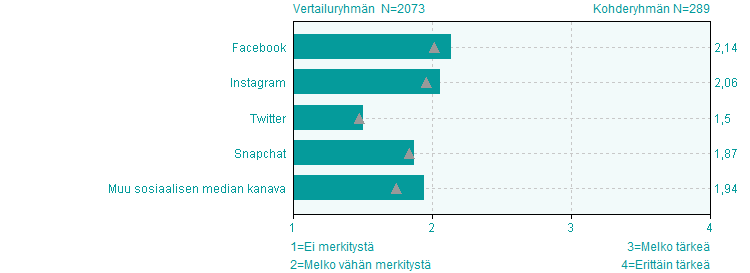 Vertailuryhmän N=2073 Kohderyhmän N=289
Facebook 2,14
Instagram 2,06
Twitter 1,5
Snapchat 1,87
Muu sosiaalisen median kanava 1,94
1 2 3 4
1=Ei merkitystä 3=Melko tärkeä
2=Melko vähän merkitystä 4=Erittäin tärkeä